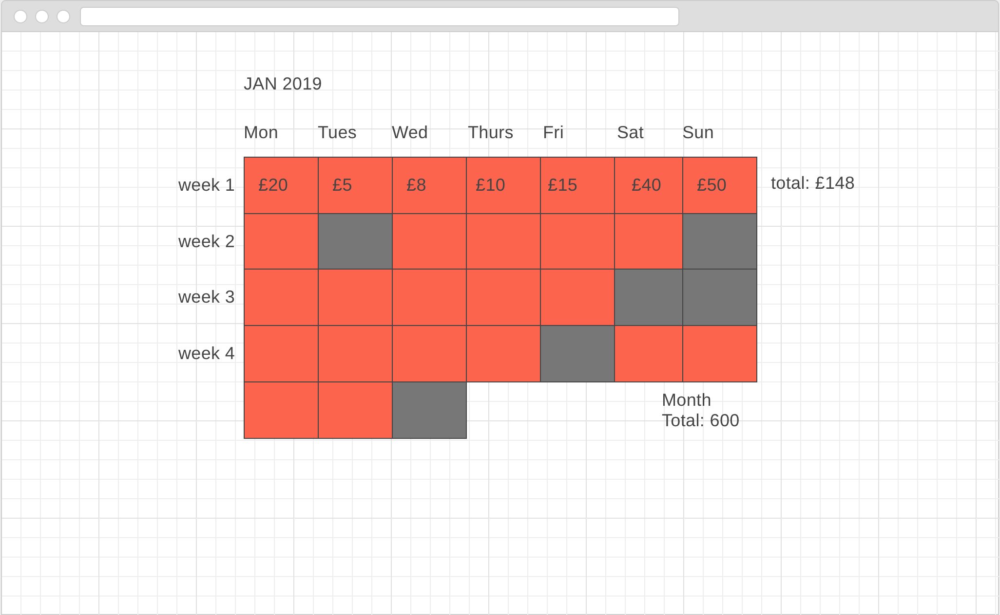 JAN 2019
Mon Tues Wed Thurs Fri Sat Sun
week 1 £20 £5 £8 £10 £15 £40 £50 total: £148
week 2
week 3
week 4
Month
Total: 600